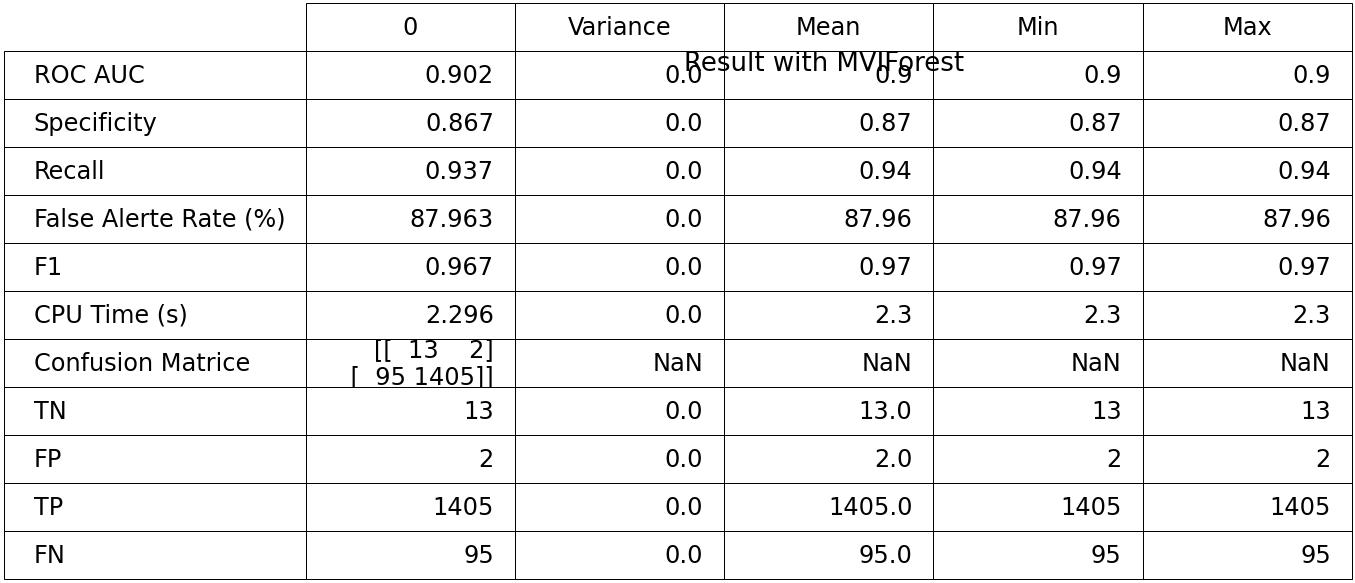 0 Variance Mean Min Max
Result with MVIForest
ROC AUC 0.902 0.0 0.9 0.9 0.9
Specificity 0.867 0.0 0.87 0.87 0.87
Recall 0.937 0.0 0.94 0.94 0.94
False Alerte Rate (%) 87.963 0.0 87.96 87.96 87.96
F1 0.967 0.0 0.97 0.97 0.97
CPU Time (s) 2.296 0.0 2.3 2.3 2.3
Confusion Matrice [[ 13 2] [ 95 1405]] NaN NaN NaN NaN
TN 13 0.0 13.0 13 13
FP 2 0.0 2.0 2 2
TP 1405 0.0 1405.0 1405 1405
FN 95 0.0 95.0 95 95